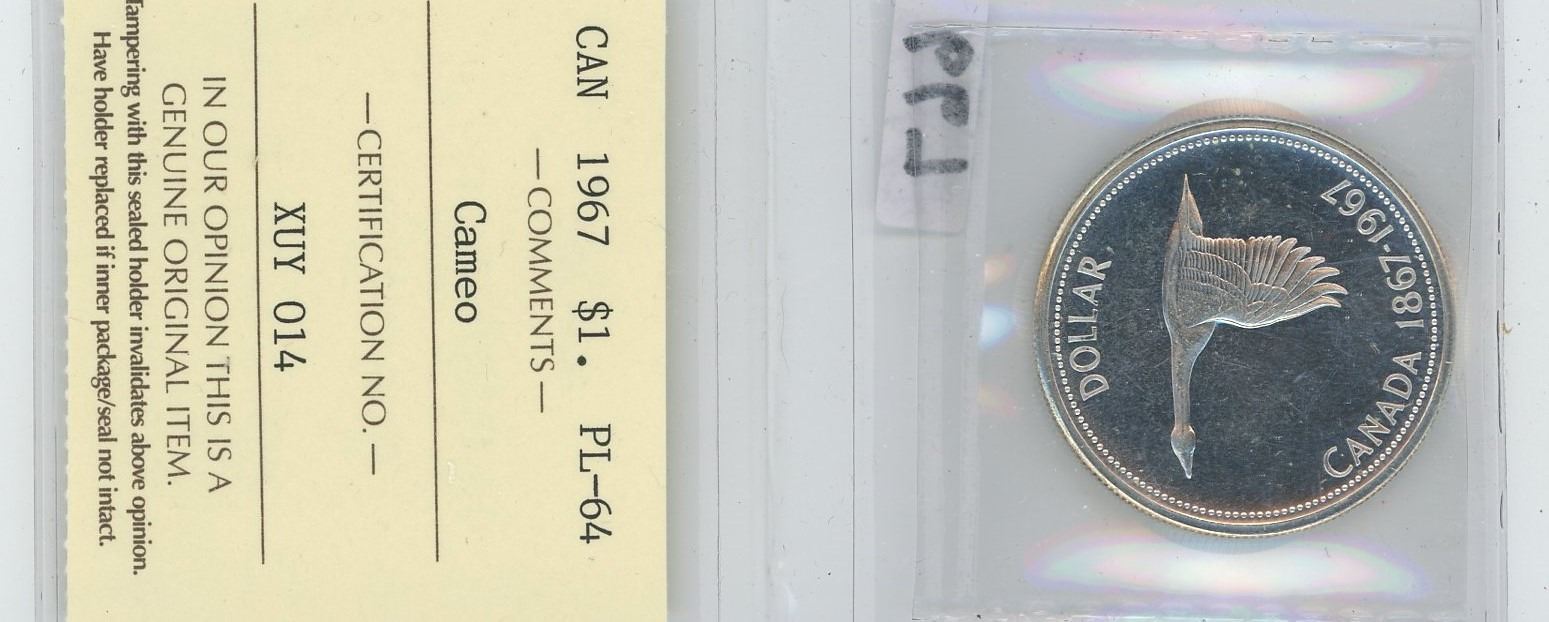 CAN 1967 $1. PL-64
—COMMENTS—
Cameo
—CERTIFICATION NO.—
XUY 014
IN OUR OPINION THIS IS A
GENUINE ORIGINAL ITEM.
Tampering with this sealed holder invalidates above opinion.
Have holder replaced if inner package/seal not intact.
CANADA 1867-1967
DOLLAR